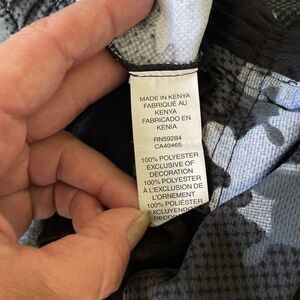 MADE IN KENYA
FABRIQUÉ AU
KENYA
FABRICADO EN
KENIA
RN59284
CA40465
100% POLYESTER
EXCLUSIVE OF
DECORATION
100% POLYESTER
À L'EXCLUSION DE
L'ORNEMENT
100% POLIÉSTER
EXCLUYENDO